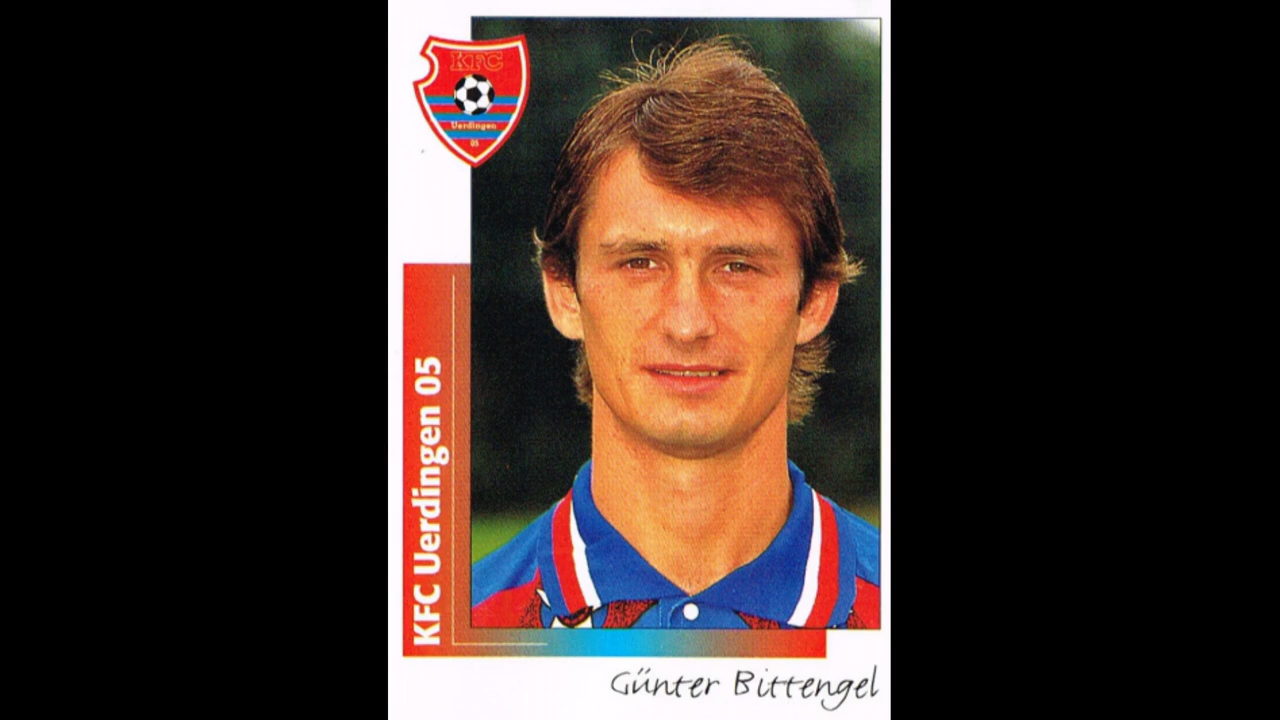 KFC
Uerdingen
05
KFC Uerdingen 05
Günter Bittengel